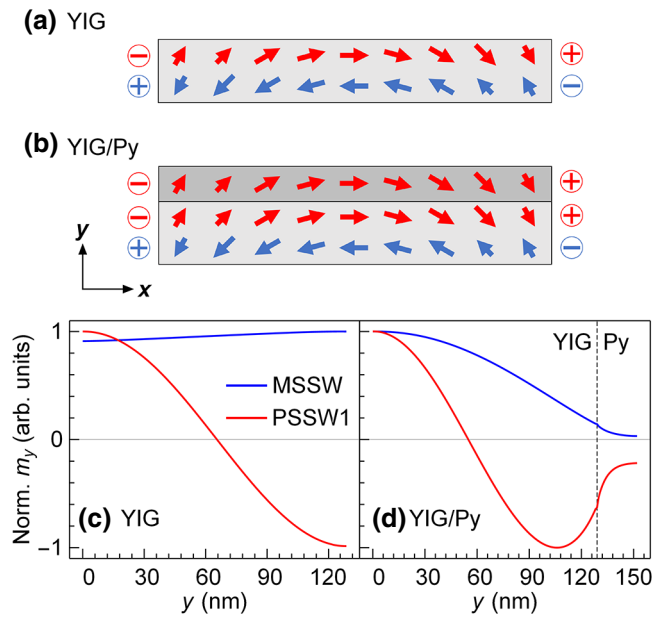 (a) YIG
− +
+ −
(b) YIG/Py
− +
− +
+ −
y
x
Norm. my (arb. units)
1
0
−1
MSSW
PSSW1
(c) YIG
0 30 60 90 120
y (nm)
YIG Py
(d) YIG/Py
0 30 60 90 120 150
y (nm)